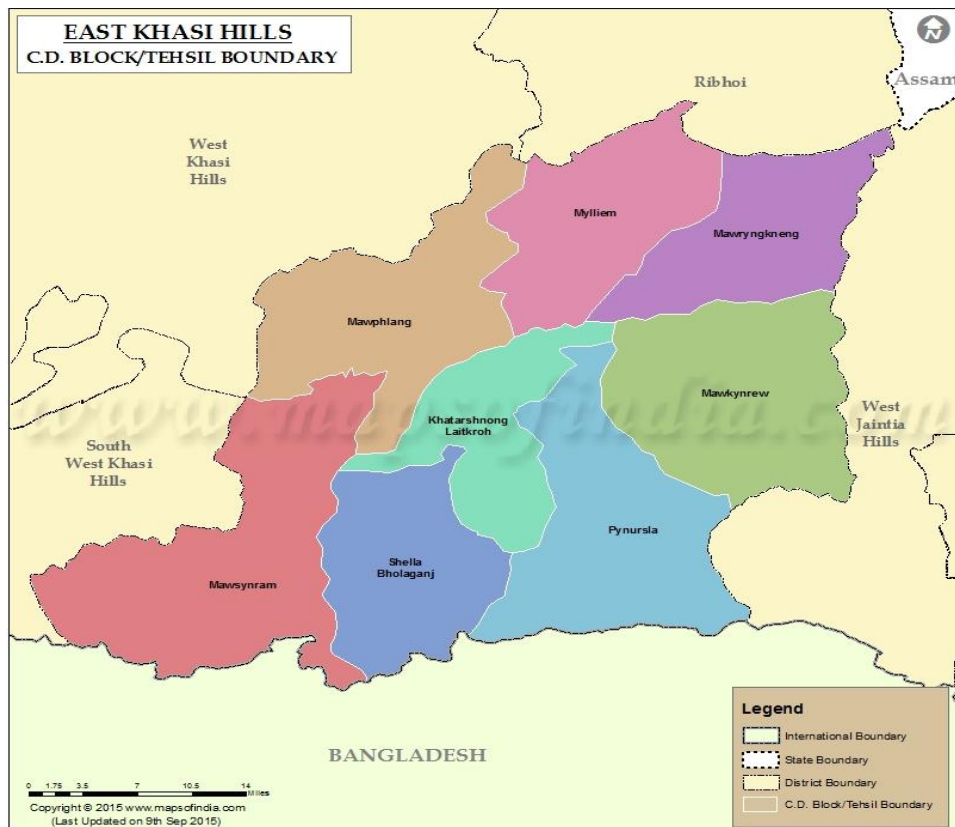 EAST KHASI HILLS
C.D. BLOCK/TEHSIL BOUNDARY
N
Assam
Ribhoi
West
Khasi
Hills
Mylliem
Mawryngkneng
Mawphlang
Mawkynrew
Khatarshnong
Laitkroh
www.mapsofindia.com
West
Jaintia
Hills
South
West Khasi
Hills
Pynursla
Shella
Bholaganj
Mawsynram
BANGLADESH
Legend
International Boundary
State Boundary
District Boundary
C.D. Block/Tehsil Boundary
0 1.75 3.5 7 10.5 14
Miles
Copyright © 2015 www.mapsofindia.com
(Last Updated on 9th Sep 2015)